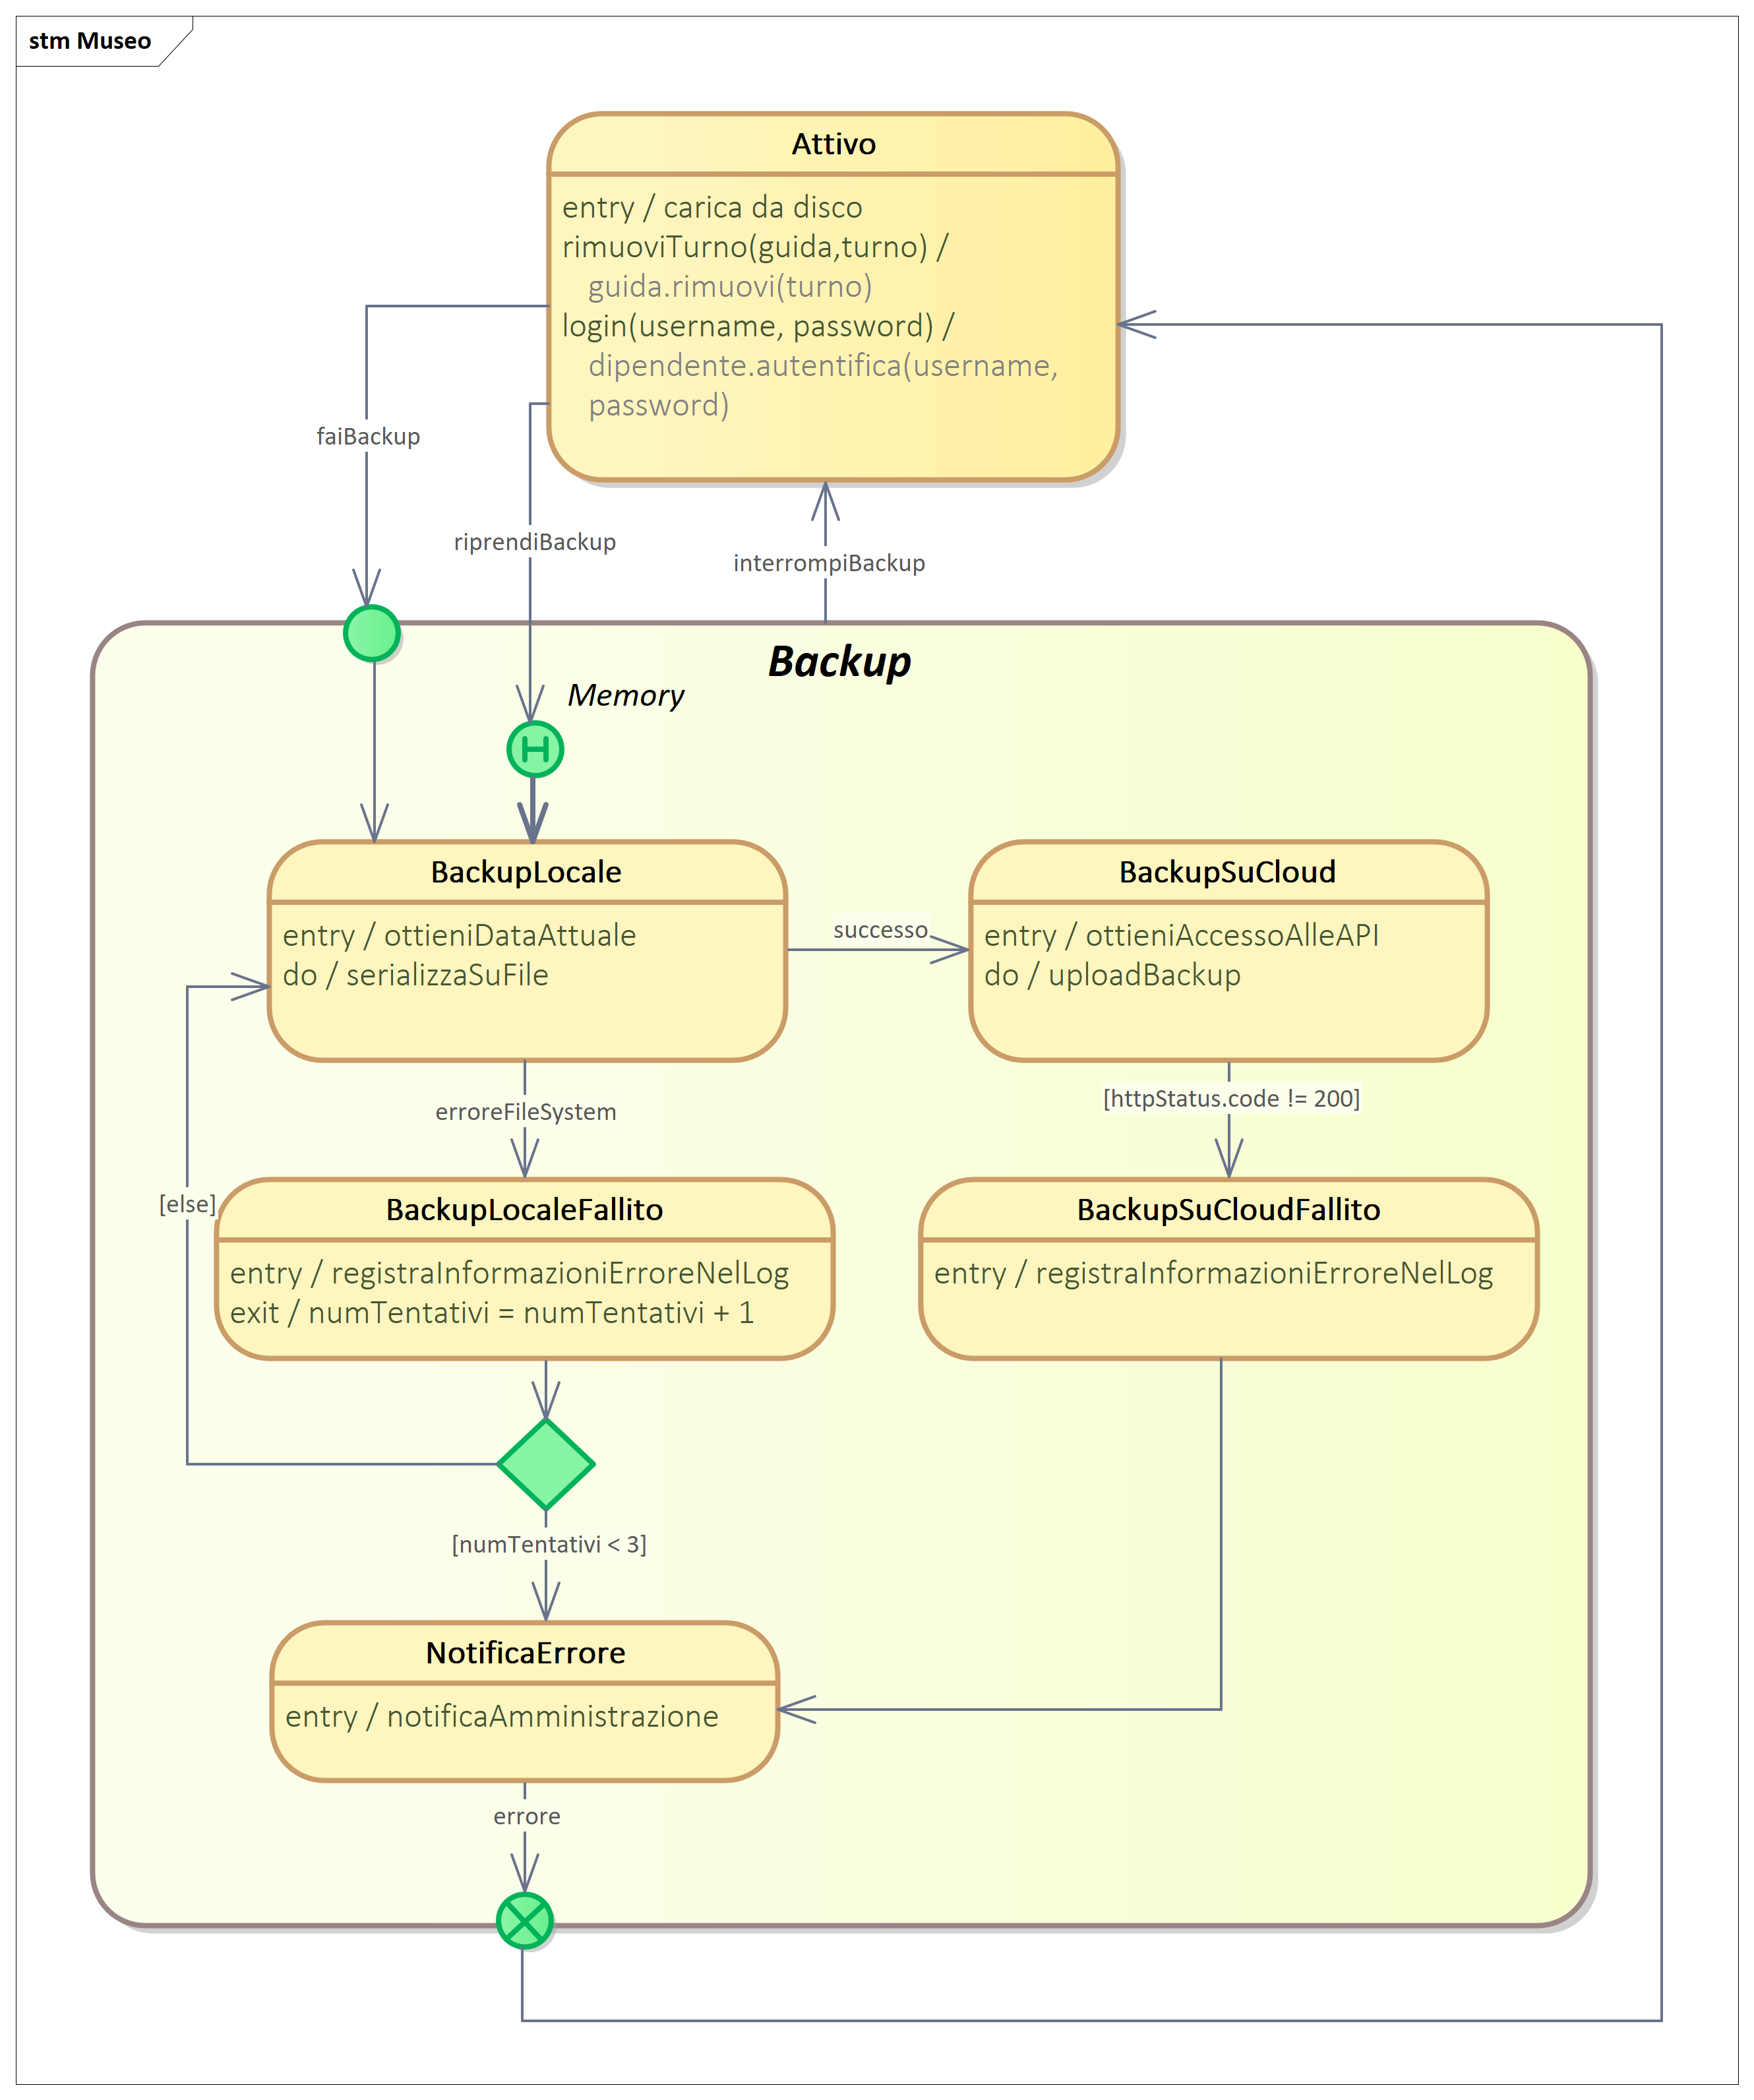 stm Museo
Attivo
entry / carica da disco
rimuoviTurno(guida,turno) /
guida.rimuovi(turno)
login(username, password) /
dipendente.autentifica(username,
password)
faiBackup
riprendiBackup
interrompiBackup
Backup
Memory
H
BackupLocale
entry / ottieniDataAttuale
do / serializzaSuFile
successo
BackupSuCloud
entry / ottieniAccessoAlleAPI
do / uploadBackup
erroreFileSystem
[httpStatus.code != 200]
[else]
BackupLocaleFallito
entry / registraInformazioniErroreNelLog
exit / numTentativi = numTentativi + 1
BackupSuCloudFallito
entry / registraInformazioniErroreNelLog
[numTentativi < 3]
NotificaErrore
entry / notificaAmministrazione
errore